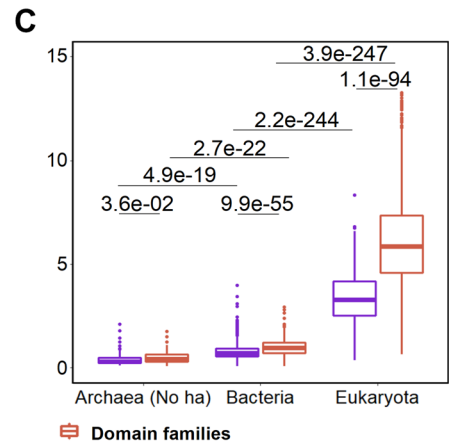 C
15
3.9e-247
1.1e-94
2.2e-244
10
2.7e-22
4.9e-19
3.6e-02
9.9e-55
5
0
Archaea (No ha) Bacteria Eukaryota
Domain families